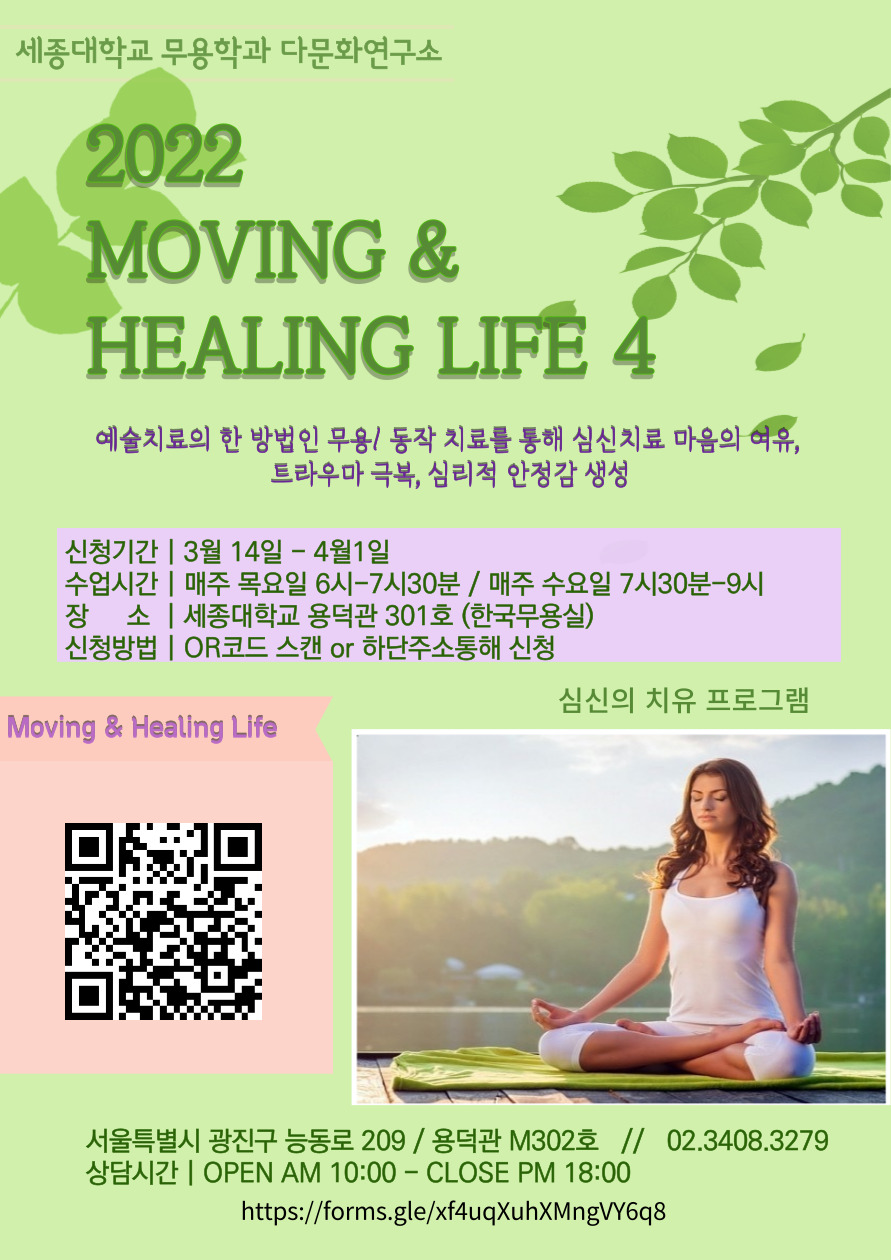 세종대학교 무용학과 다문화연구소
2022
MOVING &
HEALING LIFE 4
예술치료의 한 방법인 무용/ 동작 치료를 통해 심신치료 마음의 여유,
트라우마 극복, 심리적 안정감 생성
신청기간 | 3월 14일 - 4월1일
수업시간 | 매주 목요일 6시-7시30분 / 매주 수요일 7시30분-9시
장 소 | 세종대학교 용덕관 301호 (한국무용실)
신청방법 | OR코드 스캔 or 하단주소통해 신청
심신의 치유 프로그램
Moving & Healing Life
서울특별시 광진구 능동로 209 / 용덕관 M302호 // 02.3408.3279
상담시간 | OPEN AM 10:00 - CLOSE PM 18:00
https://forms.gle/xf4uqXuhXMngVY6q8